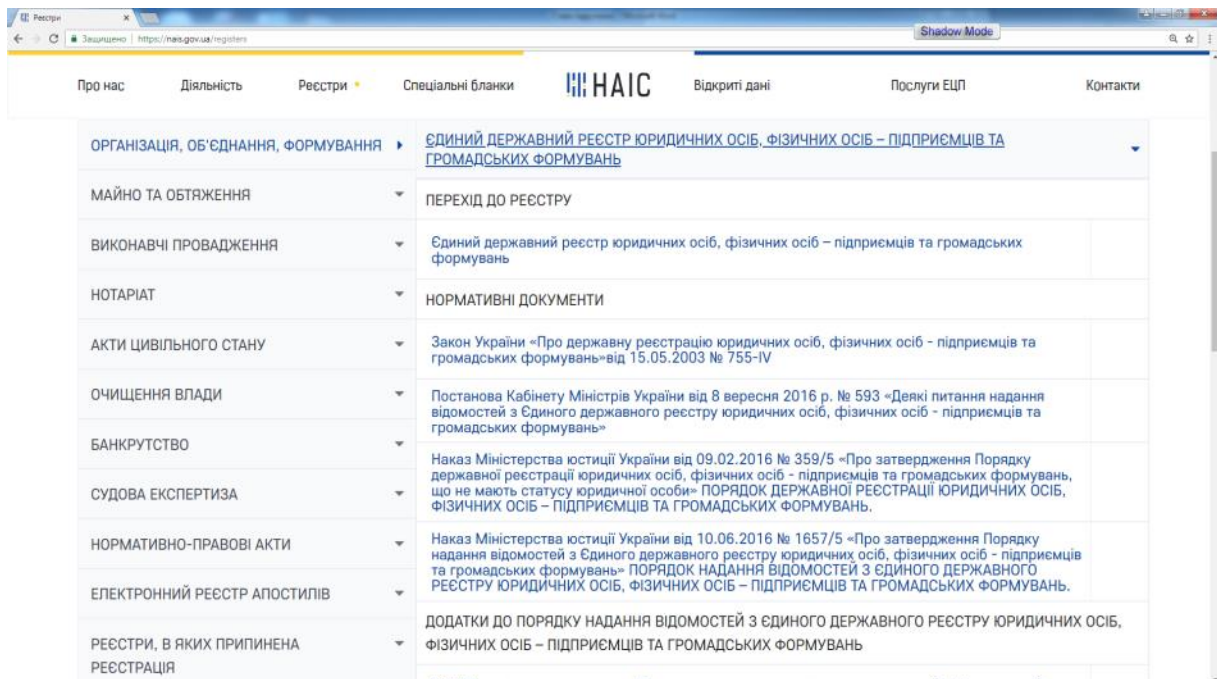 Реєстри
Shadow Mode
Защищено | https://nais.gov.ua/registers
Про нас
Діяльність
Реєстри
Спеціальні бланки
НАІС
Відкриті дані
Послуги ЕЦП
Контакти
ОРГАНІЗАЦІЯ, ОБ'ЄДНАННЯ, ФОРМУВАННЯ
МАЙНО ТА ОБТЯЖЕННЯ
ВИКОНАВЧІ ПРОВАДЖЕННЯ
НОТАРІАТ
АКТИ ЦИВІЛЬНОГО СТАНУ
ОЧИЩЕННЯ ВЛАДИ
БАНКРУТСТВО
СУДОВА ЕКСПЕРТИЗА
НОРМАТИВНО-ПРАВОВІ АКТИ
ЕЛЕКТРОННИЙ РЕЄСТР АПОСТИЛІВ
РЕЄСТРИ, В ЯКИХ ПРИПИНЕНА
РЕЄСТРАЦІЯ
ЄДИНИЙ ДЕРЖАВНИЙ РЕЄСТР ЮРИДИЧНИХ ОСІБ, ФІЗИЧНИХ ОСІБ – ПІДПРИЄМЦІВ ТА
ГРОМАДСЬКИХ ФОРМУВАНЬ
ПЕРЕХІД ДО РЕЄСТРУ
Єдиний державний реєстр юридичних осіб, фізичних осіб – підприємців та громадських
формувань
НОРМАТИВНІ ДОКУМЕНТИ
Закон України «Про державну реєстрацію юридичних осіб, фізичних осіб - підприємців та
громадських формувань»від 15.05.2003 № 755-IV
Постанова Кабінету Міністрів України від 8 вересня 2016 р. № 593 «Деякі питання надання
відомостей з Єдиного державного реєстру юридичних осіб, фізичних осіб - підприємців та
громадських формувань»
Наказ Міністерства юстиції України від 09.02.2016 № 359/5 «Про затвердження Порядку
державної реєстрації юридичних осіб, фізичних осіб - підприємців та громадських формувань,
що не мають статусу юридичної особи» ПОРЯДОК ДЕРЖАВНОЇ РЕЄСТРАЦІЇ ЮРИДИЧНИХ ОСІБ,
ФІЗИЧНИХ ОСІБ – ПІДПРИЄМЦІВ ТА ГРОМАДСЬКИХ ФОРМУВАНЬ.
Наказ Міністерства юстиції України від 10.06.2016 № 1657/5 «Про затвердження Порядку
надання відомостей з Єдиного державного реєстру юридичних осіб, фізичних осіб - підприємців
та громадських формувань» ПОРЯДОК НАДАННЯ ВІДОМОСТЕЙ З ЄДИНОГО ДЕРЖАВНОГО
РЕЄСТРУ ЮРИДИЧНИХ ОСІБ, ФІЗИЧНИХ ОСІБ – ПІДПРИЄМЦІВ ТА ГРОМАДСЬКИХ ФОРМУВАНЬ.
ДОДАТКИ ДО ПОРЯДКУ НАДАННЯ ВІДОМОСТЕЙ З ЄДИНОГО ДЕРЖАВНОГО РЕЄСТРУ ЮРИДИЧНИХ ОСІБ,
ФІЗИЧНИХ ОСІБ – ПІДПРИЄМЦІВ ТА ГРОМАДСЬКИХ ФОРМУВАНЬ